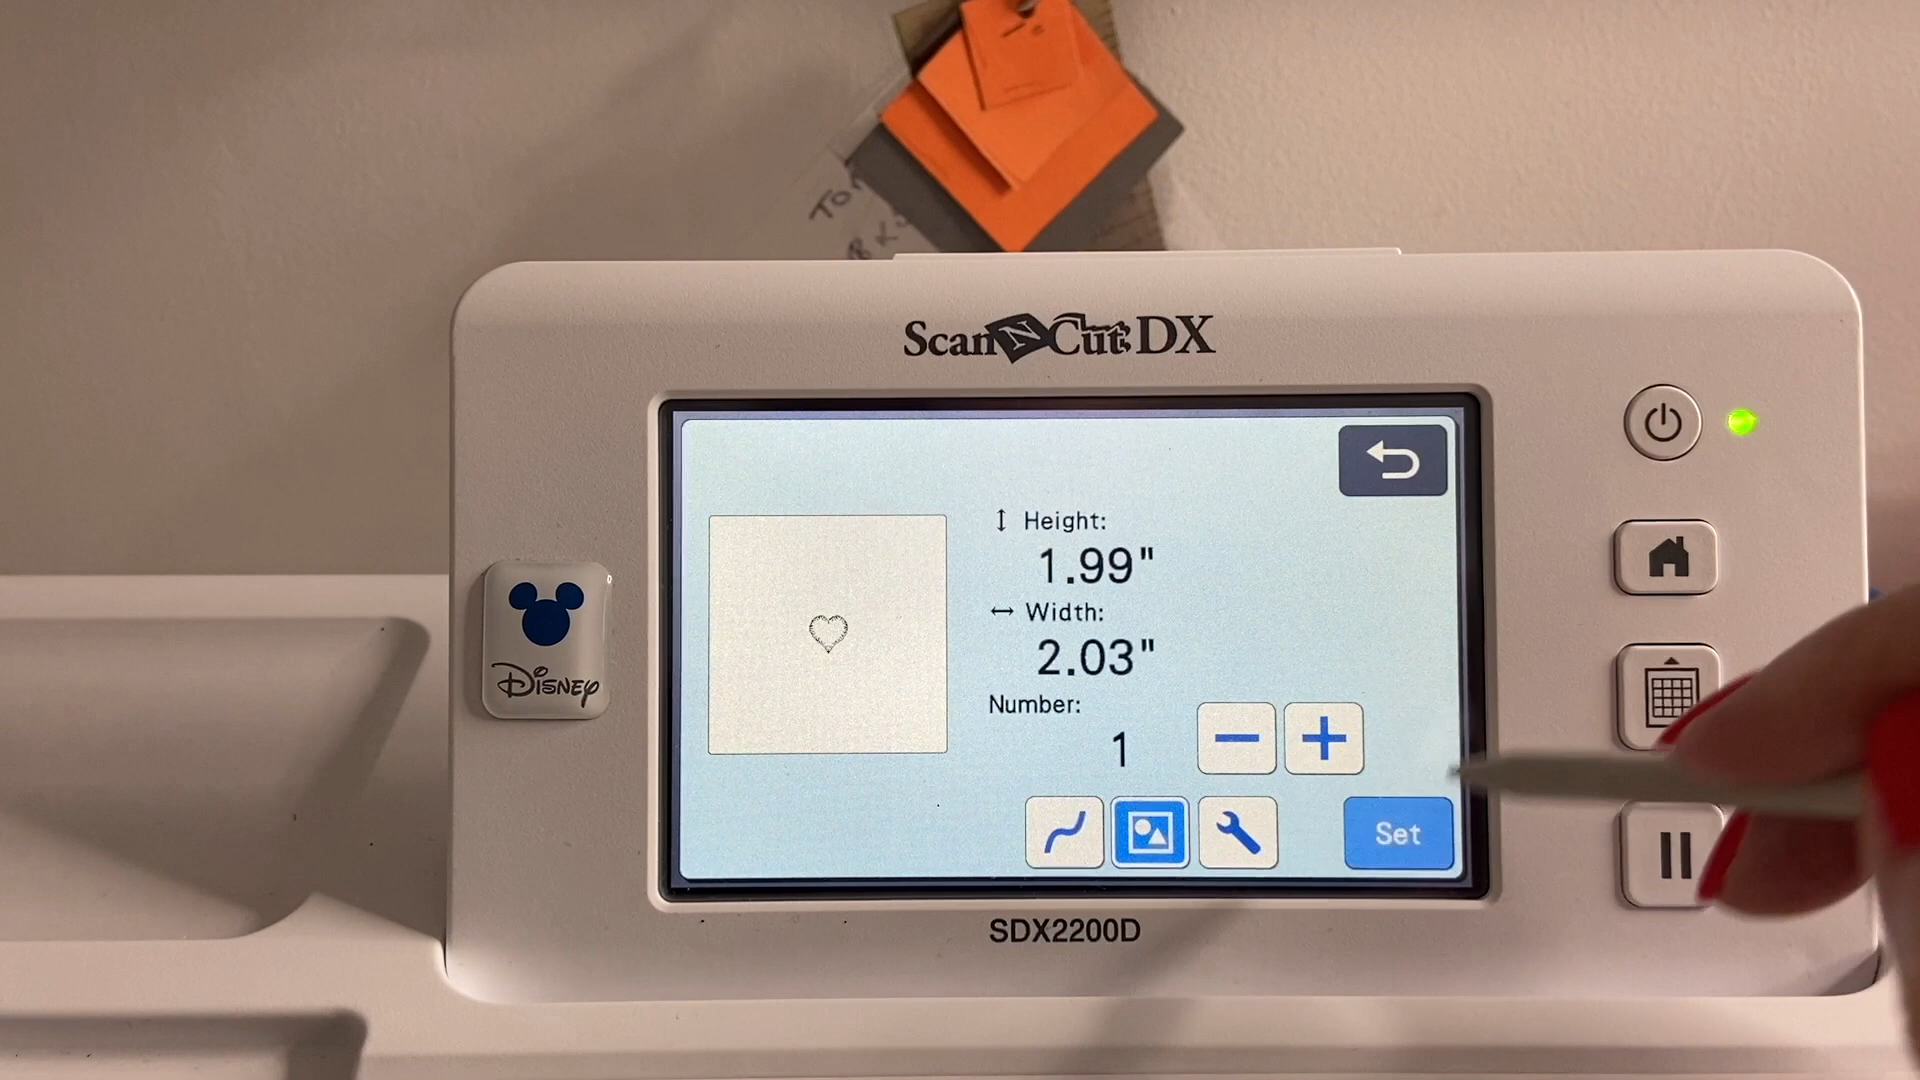 ScanNCut DX
Height:
1.99"
Width:
2.03"
Number:
1
Set
Disney
SDX2200D